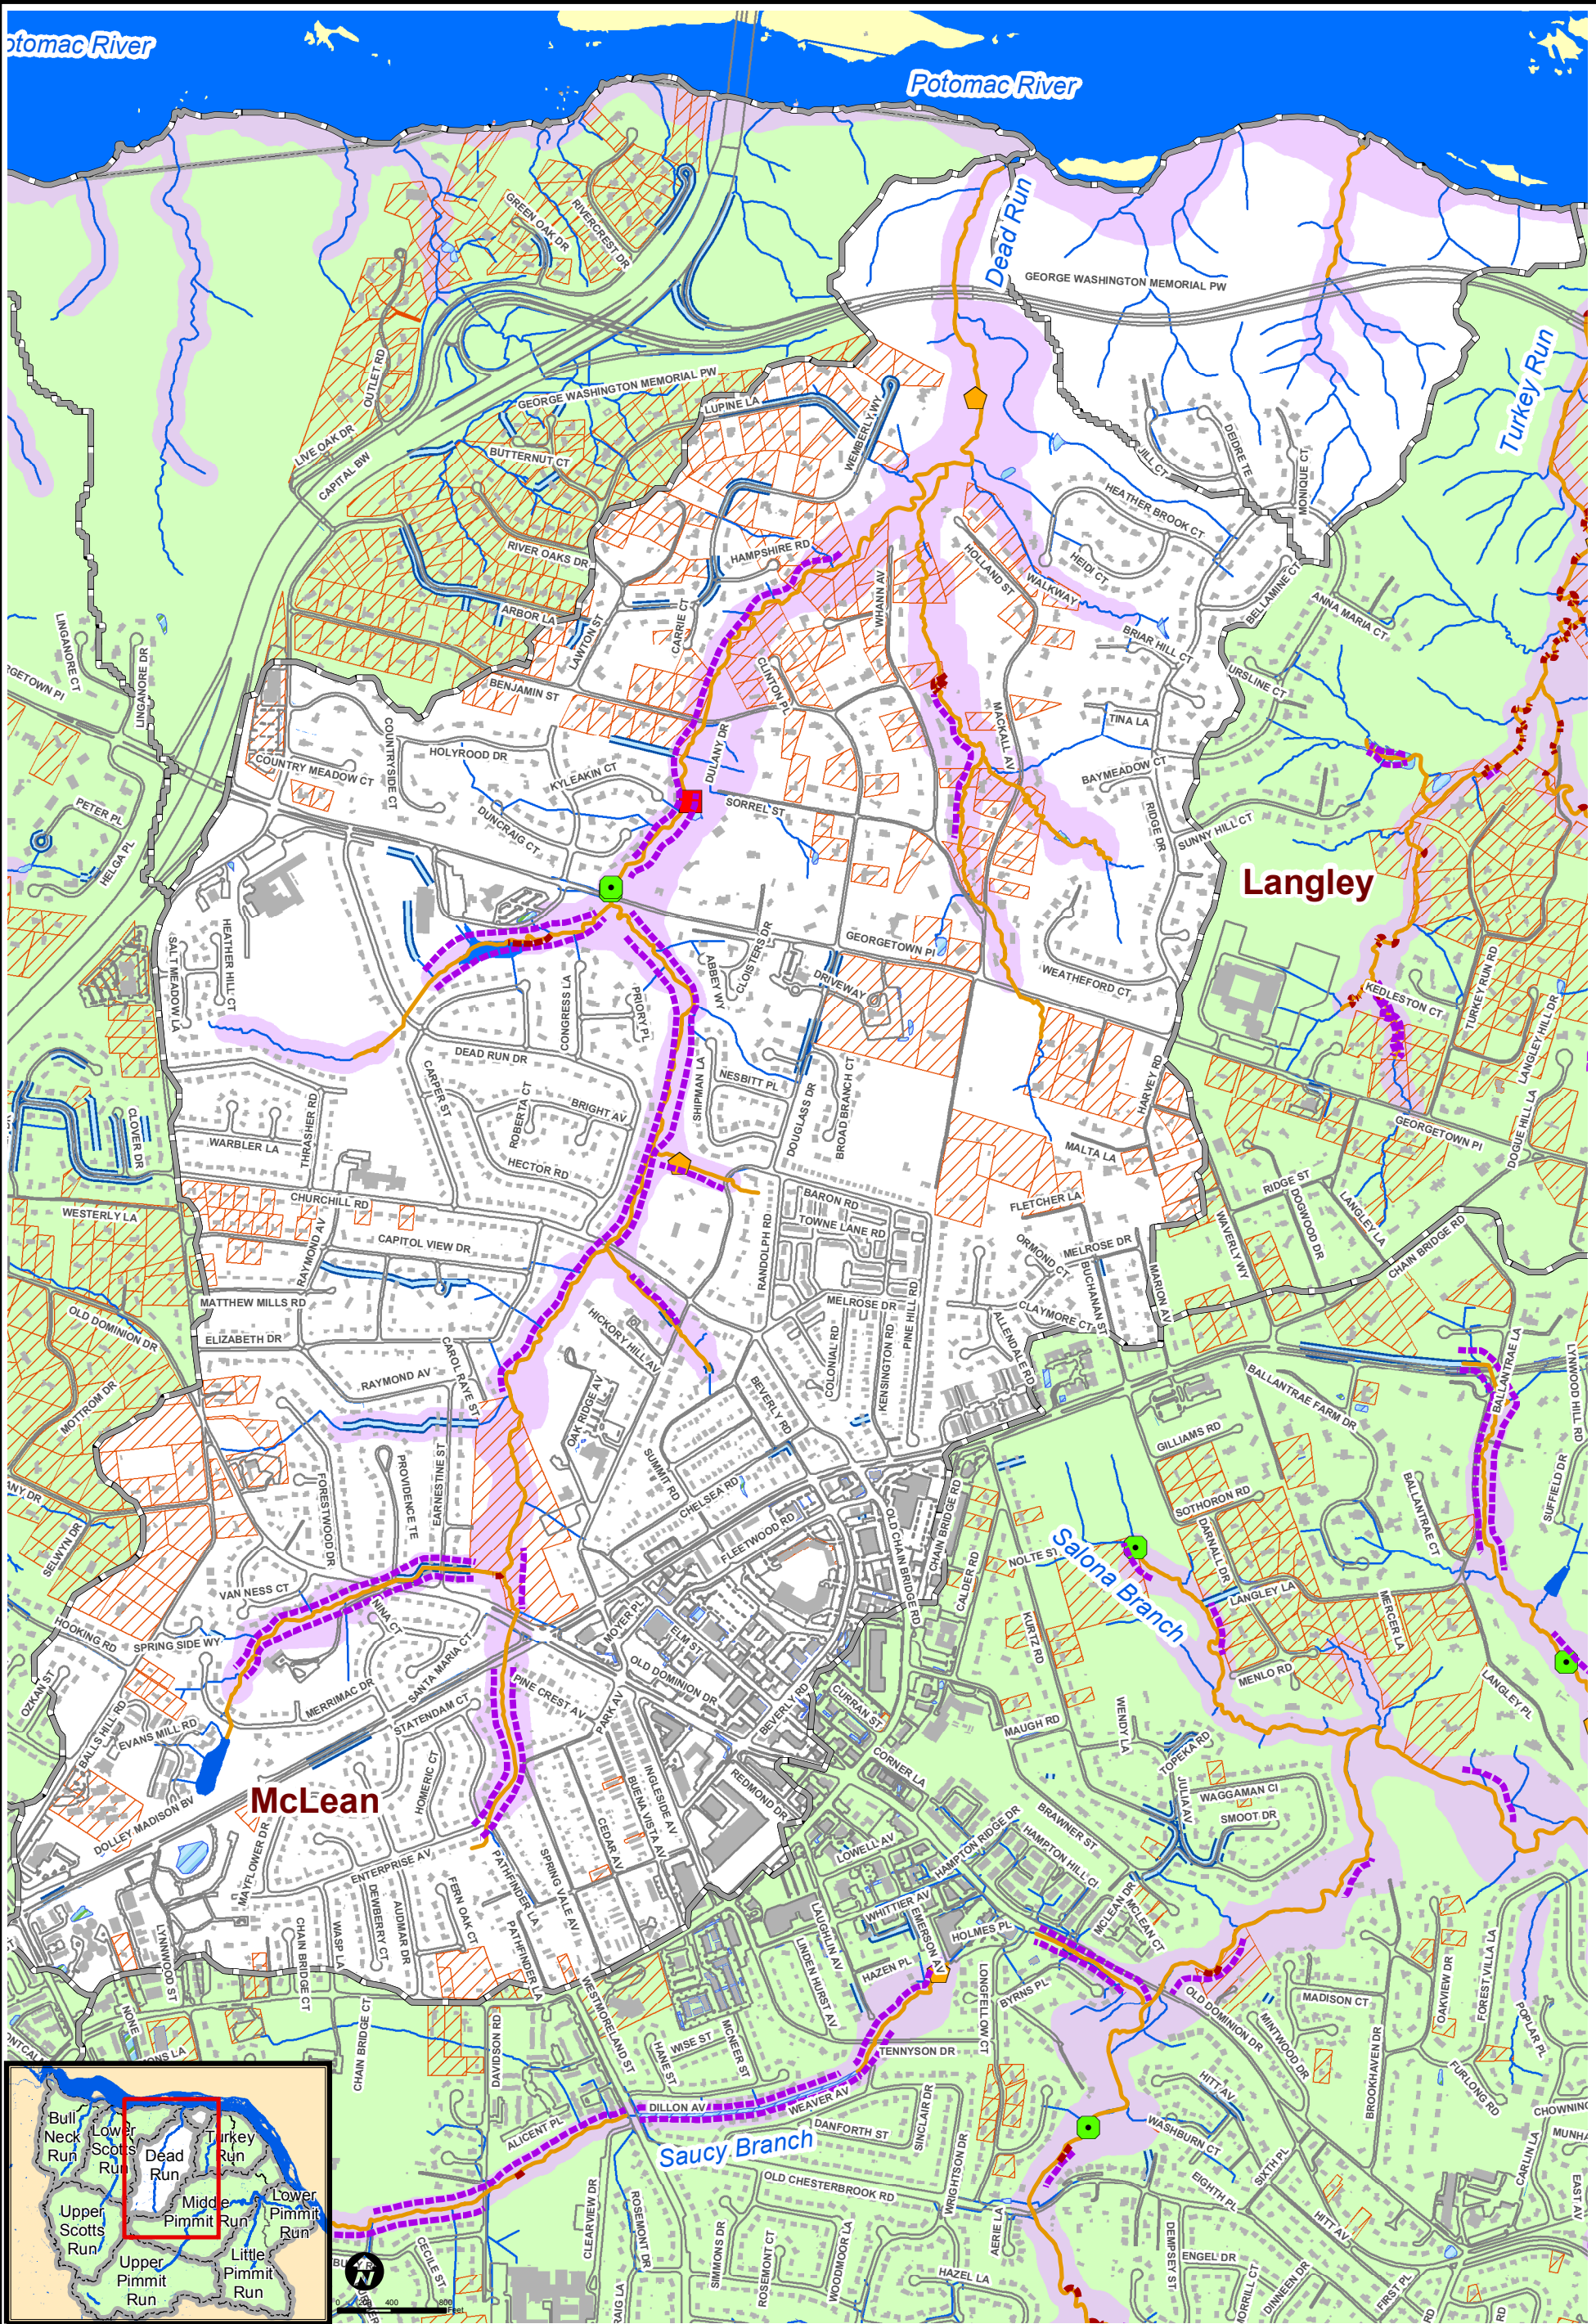 Potomac River
Dead Run
GREEN OAK DR
RIVERCREST DR
GEORGE WASHINGTON MEMORIAL PW
Turkey Run
OUTLET RD
GEORGE WASHINGTON MEMORIAL PW
LUPINE LA
WEMBERLY WY
LIVE OAK DR
CAPITAL BW
BUTTERNUT CT
JILL CT
DEIDRE TE
MONIQUE CT
HEATHER BROOK CT
RIVER OAKS DR
HAMPSHIRE RD
HOLLAND ST
HEIDI CT
WALKWAY
WHANN AV
BELLAMINE CT
ANNA MARIA CT
ARBOR LA
LAWTON ST
CARRIE CT
BRIAR HILL CT
LINGANORE CT
LINGANORE DR
URSLINE CT
BENJAMIN ST
CLINTON PL
MACKALL AV
TINA LA
COUNTRYSIDE CT
HOLYROOD DR
DULANY DR
COUNTRY MEADOW CT
KYLEAKIN CT
BAYMEADOW CT
RIDGE DR
SUNNY HILL CT
PETER PL
HELGA PL
DUNCRAIG CT
SORREL ST
Langley
HEATHER HILL CT
SALT MEADOW LA
GEORGETOWN PI
ABBEY WY
CLOISTERS DR
DRIVEWAY
WEATHEFORD CT
CONGRESS LA
PRIORY PL
KEDLESTON CT
TURKEY RUN RD
LANGLEY HILL DR
DEAD RUN DR
CARPER ST
NESBITT PL
SHIPMAN LA
DOUGLASS DR
BROAD BRANCH CT
HARVEY RD
BRIGHT AV
ROBERTA CT
THRASHER RD
WARBLER LA
CLOVER DR
HECTOR RD
GEORGETOWN PI
DOGUE HILL LA
MALTA LA
CHURCHILL RD
WESTERLY LA
BARON RD
TOWNE LANE RD
FLETCHER LA
RIDGE ST
DOGWOOD DR
LANGLEY LA
WAVERLY WY
CHAIN BRIDGE RD
RAYMOND AV
CAPITOL VIEW DR
RANDOLPH RD
ORMOND CT
MELROSE DR
BUCHANAN ST
MARION AV
MATTHEW MILLS RD
OLD DOMINION DR
ELIZABETH DR
MELROSE DR
PINE HILL RD
CLAYMORE CT
ALLENDALE RD
HICKORY HILL AV
COLONIAL RD
KENSINGTON RD
CAROL RAYE ST
RAYMOND AV
MOTTROM DR
OAK RIDGE AV
BEVERLY RD
BALLANTRAE FARM DR
BALLANTRAE LA
LYNWOOD HILL RD
GILLIAMS RD
SUMMIT RD
CHELSEA RD
FORESTWOOD DR
PROVIDENCE TE
EARNESTINE ST
SOTHORON RD
DARNALL DR
BALLANTRAE CT
SUFFIELD DR
SELWYN DR
FLEETWOOD RD
OLD CHAIN BRIDGE RD
CHAIN BRIDGE RD
CALDER RD
NOLTE ST
Salona Branch
VAN NESS CT
NINA CT
LANGLEY LA
MERCER LA
HOOKING RD
SPRING SIDE WY
MOYER PL
ELM ST
KURTZ RD
MENLO RD
LANGLEY PL
OZKAN ST
MERRIMAC DR
SANTA MARIA CT
STATENDAM CT
PINE CREST AV
PARK AV
OLD DOMINION DR
BEVERLY RD
CURRAN ST
MAUGH RD
WENDY LA
TOPEKA RD
BALLS HILL RD
EVANS MILL RD
McLean
HOMERIC CT
CORNER LA
JULIA AV
WAGGAMAN CI
SMOOT DR
DOLLEY MADISON BV
MAYFLOWER DR
INGLESIDE AV
BUENA VISTA AV
CEDAR AV
REDMOND DR
BRAWNER ST
HAMPTON RIDGE DR
HAMPTON HILL CI
LOWELL AV
ENTERPRISE AV
PATHFINDER LA
SPRING VALE AV
WHITTIER AV
EMERSON AV
HOLMES PL
MCLEAN DR
MCLEAN CT
LYNNWOOD ST
CHAIN BRIDGE CT
WASP LA
DEWBERRY CT
AUDMAR DR
FERN OAK CT
PATHFINDER LA
LAUGHLIN AV
LINDEN HURST AV
HAZEN PL
LONGFELLOW CT
BYRNS PL
OLD DOMINION DR
MADISON CT
OAKVIEW DR
FOREST VILLA LA
POPLAR PL
NONE
CHAIN BRIDGE CT
DAVIDSON RD
WESTMORELAND ST
HANE ST
WISE ST
MCNEER ST
TENNYSON DR
MINTWOOD DR
BROOKHAVEN DR
FURLONG RD
DILLON AV
WEAVER AV
DANFORTH ST
SINCLAIR DR
HITT AV
WASHBURN CT
ALICENT PL
Saucy Branch
OLD CHESTERBROOK RD
WRIGHTSON DR
SIXTH PL
EIGHTH PL
CARLIN LA
EAST AV
CLEARVIEW DR
ROSEMONT DR
SIMMONS DR
ROSEMONT CT
WOODMOOR LA
AERIE LA
HITT AV
DEMPSEY ST
ENGEL DR
CECILE ST
HAZEL LA
DINNEEN DR
FIRST PL
Bull Neck Run
Lower Scotts Run
Dead Run
Turkey Run
Upper Scotts Run
Middle Pimmit Run
Lower Pimmit Run
Upper Pimmit Run
Little Pimmit Run
N
0 200 400 800
Feet